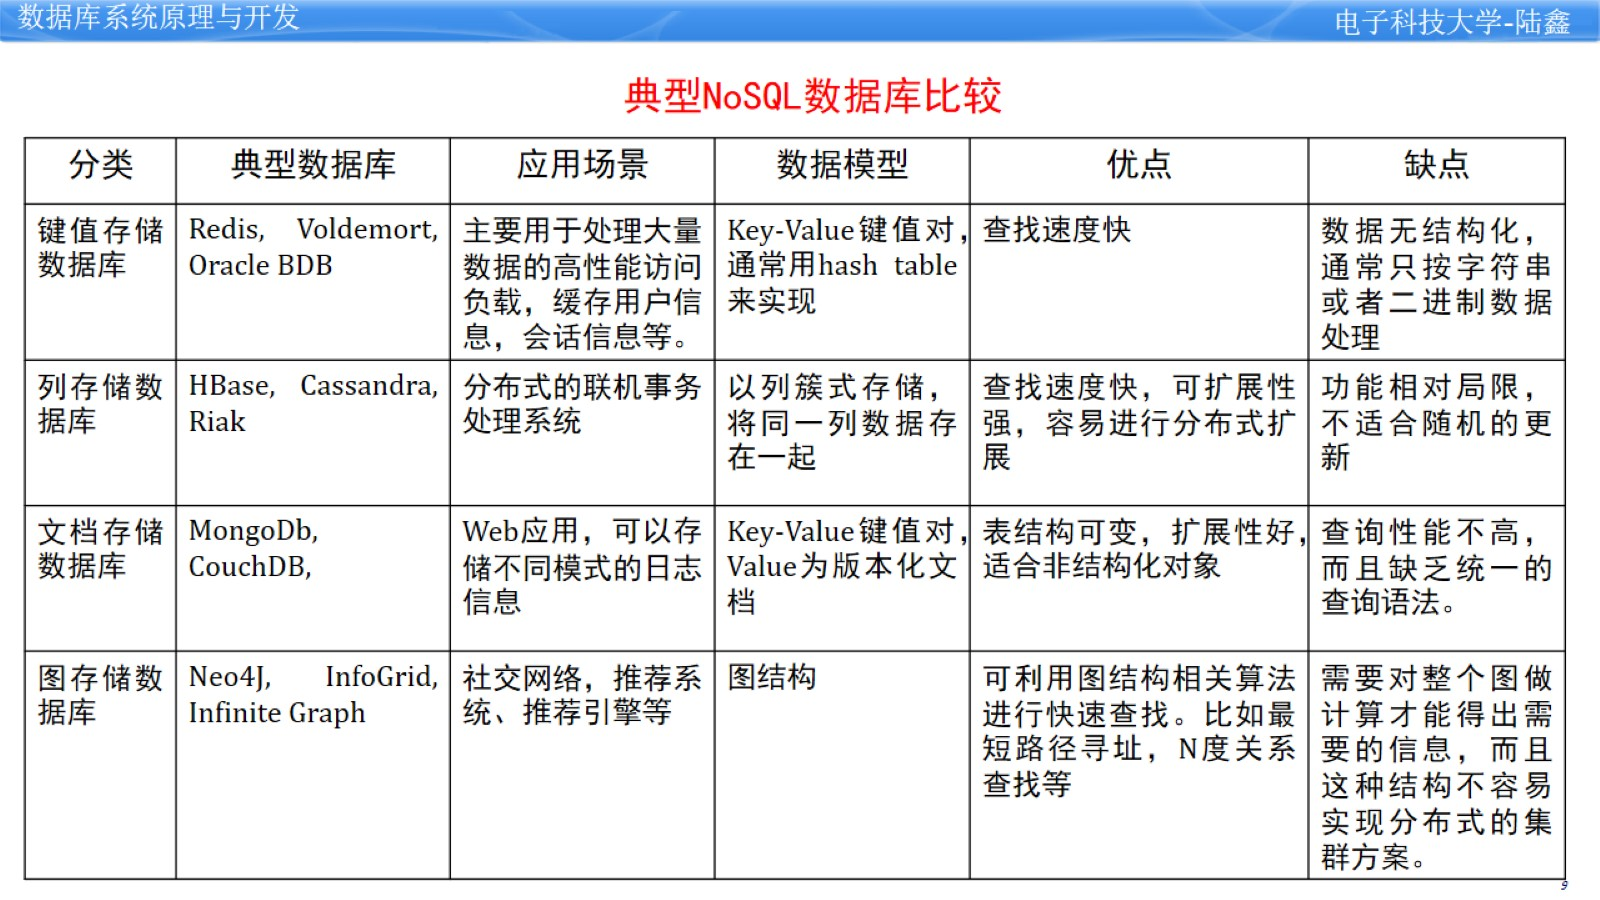 数据库系统原理与开发
电子科技大学-陆鑫
典型NoSQL数据库比较
分类
典型数据库
应用场景
数据模型
优点
缺点
键值存储
数据库
Redis, Voldemort,
Oracle BDB
主要用于处理大量
数据的高性能访问
负载，缓存用户信
息，会话信息等。
Key-Value键值对，
通常用hash table
来实现
查找速度快
数据无结构化，
通常只按字符串
或者二进制数据
处理
列存储数
据库
HBase, Cassandra,
Riak
分布式的联机事务
处理系统
以列簇式存储，
将同一列数据存
在一起
查找速度快，可扩展性
强，容易进行分布式扩
展
功能相对局限，
不适合随机的更
新
文档存储
数据库
MongoDb,
CouchDB,
Web应用，可以存
储不同模式的日志
信息
Key-Value键值对，
Value为版本化文
档
表结构可变，扩展性好，
适合非结构化对象
查询性能不高，
而且缺乏统一的
查询语法。
图存储数
据库
Neo4J, InfoGrid,
Infinite Graph
社交网络，推荐系
统、推荐引擎等
图结构
可利用图结构相关算法
进行快速查找。比如最
短路径寻址，N度关系
查找等
需要对整个图做
计算才能得出需
要的信息，而且
这种结构不容易
实现分布式的集
群方案。
9